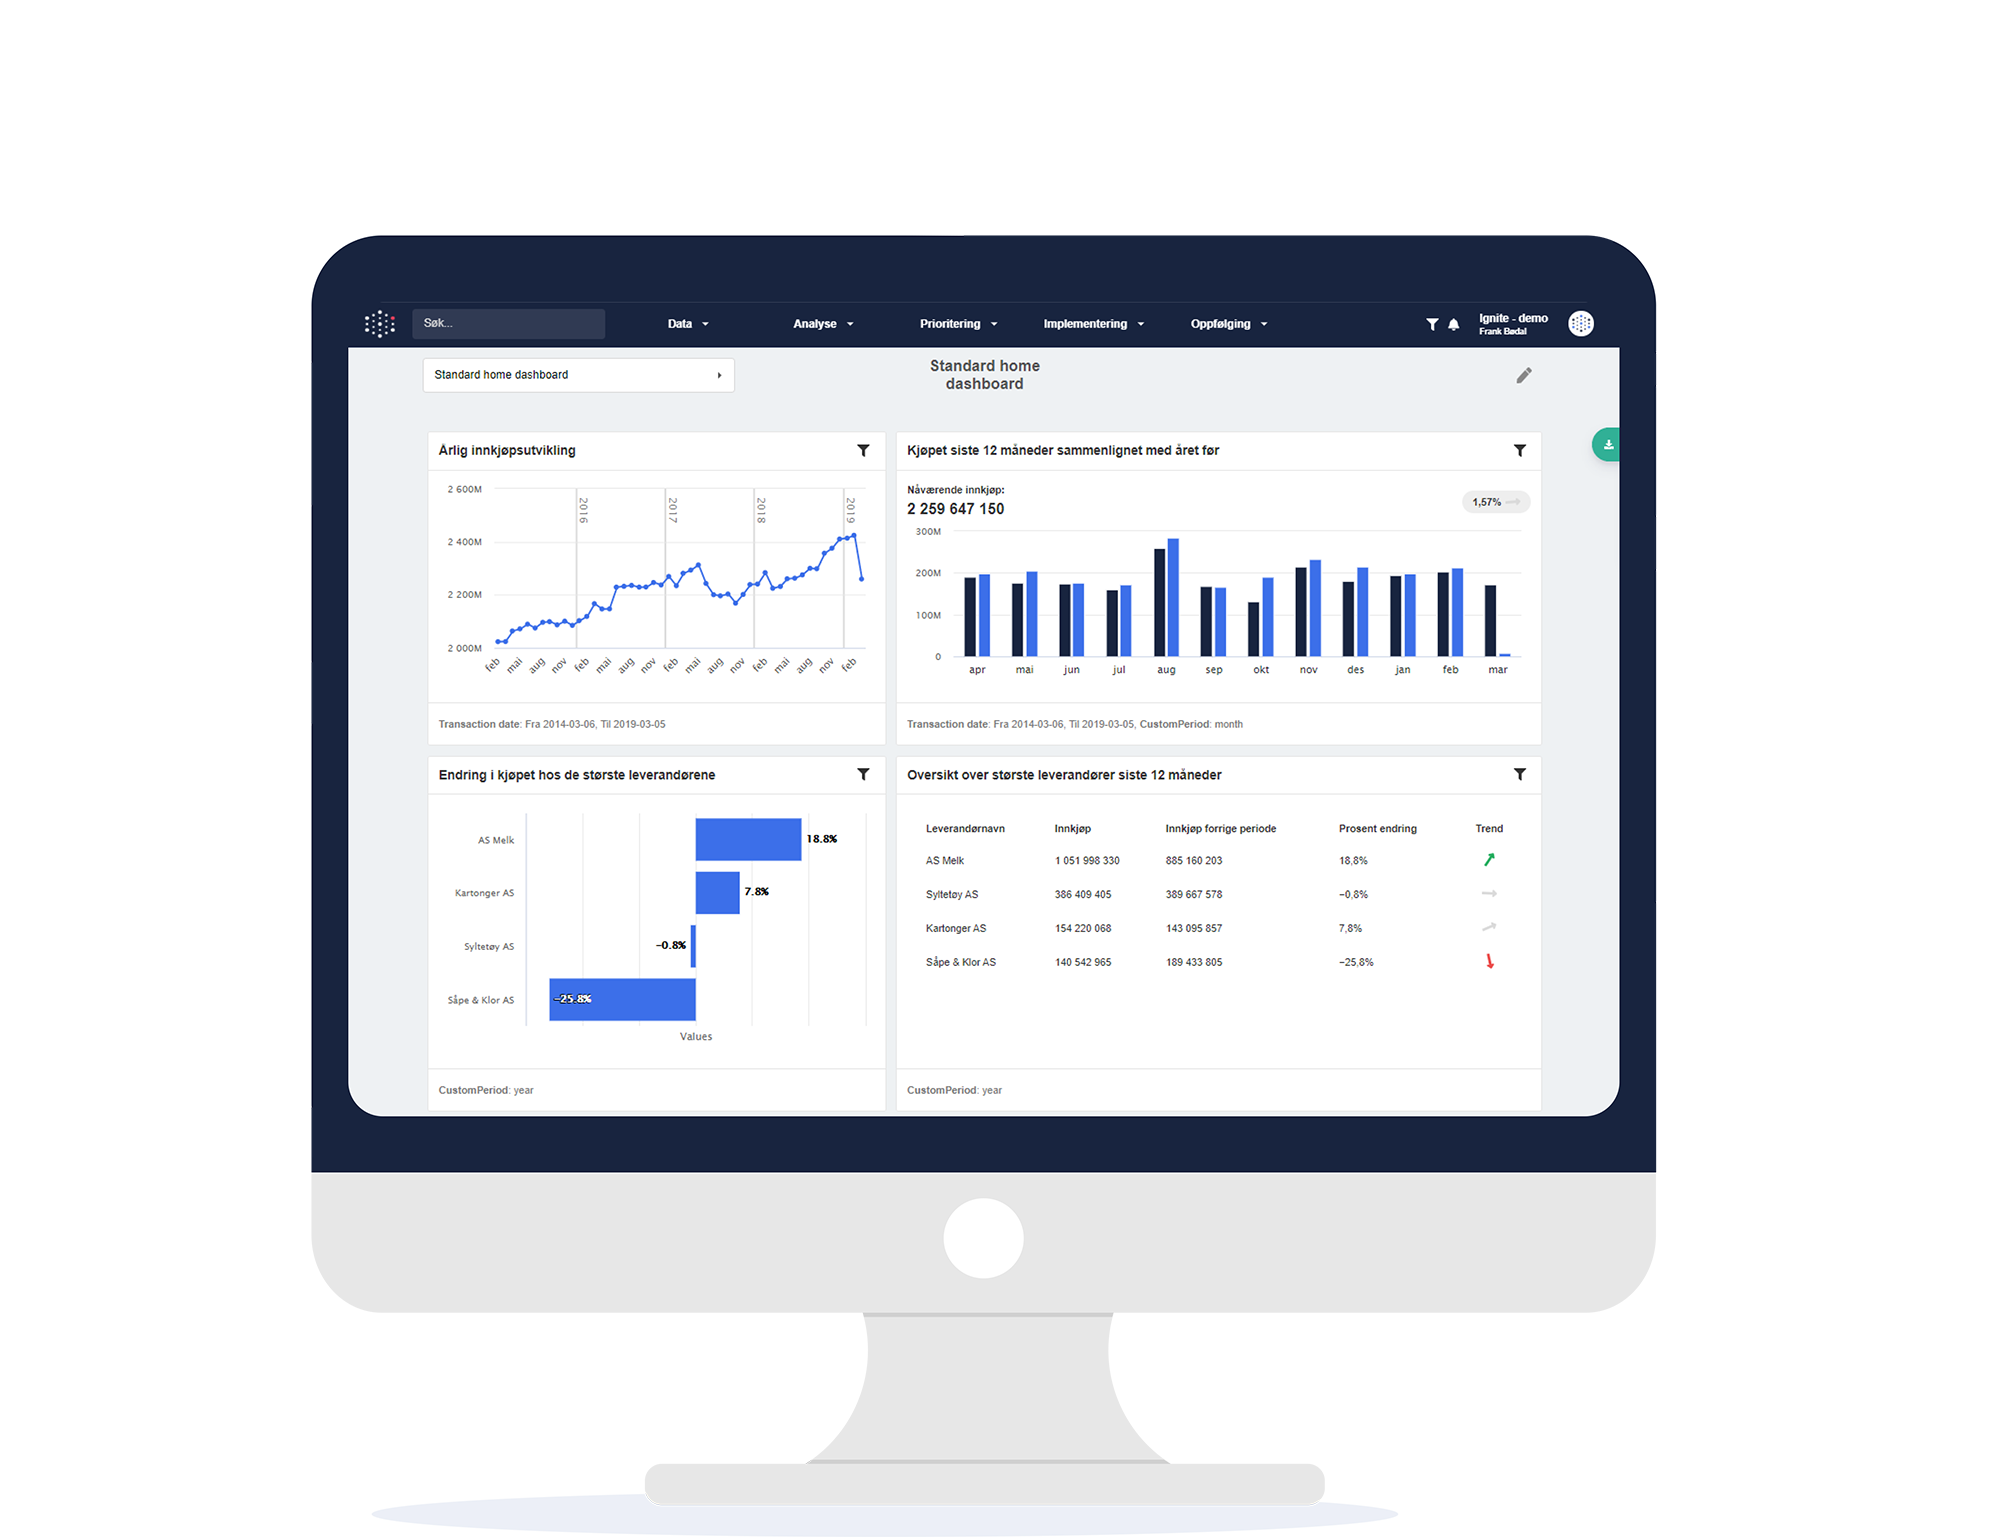 Søk...
Data
Analyse
Prioritering
Implementering
Oppfølging
Ignite - demo
Frank Bødal
Standard home dashboard
Standard home
dashboard
Årlig innkjøpsutvikling
2 600M
2 400M
2 200M
2 000M
2016
2017
2018
2019
feb mai aug nov feb mai aug nov feb mai aug nov feb mai aug nov feb
Transaction date: Fra 2014-03-06, Til 2019-03-05
Kjøpet siste 12 måneder sammenlignet med året før
Nåværende innkjøp:
2 259 647 150
1,57%
300M
200M
100M
0
apr mai jun jul aug sep okt nov des jan feb mar
Transaction date: Fra 2014-03-06, Til 2019-03-05, CustomPeriod: month
Endring i kjøpet hos de største leverandørene
AS Melk 18.8%
Kartonger AS 7.8%
Syltetøy AS −0.8%
Såpe & Klor AS −25.8%
Values
CustomPeriod: year
Oversikt over største leverandører siste 12 måneder
Leverandørnavn Innkjøp Innkjøp forrige periode Prosent endring Trend
AS Melk 1 051 998 330 885 160 203 18,8%
Syltetøy AS 386 409 405 389 667 578 −0,8%
Kartonger AS 154 220 068 143 095 857 7,8%
Såpe & Klor AS 140 542 965 189 433 805 −25,8%
CustomPeriod: year